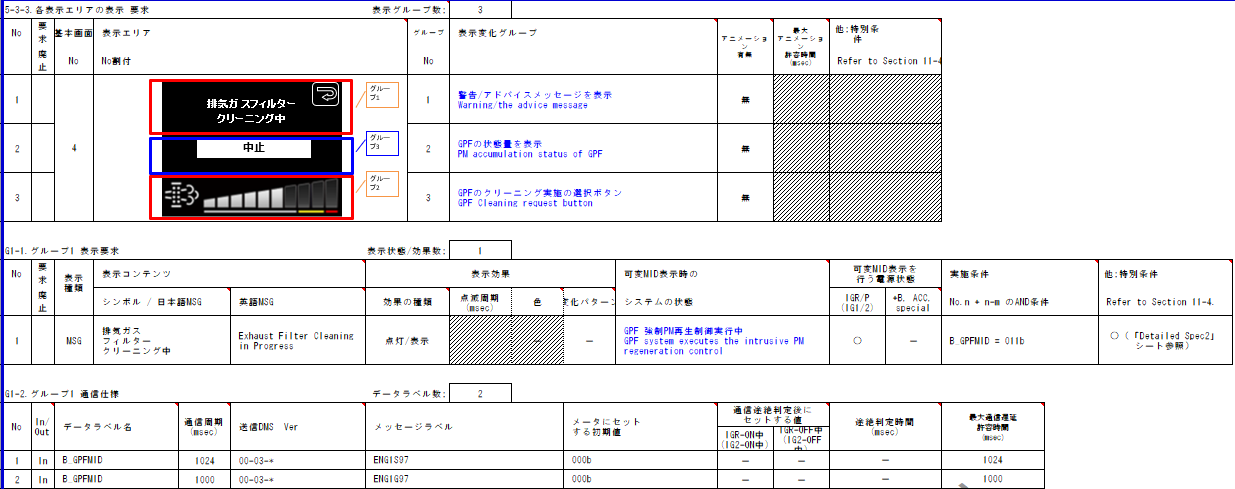 5-3-3.各表示エリアの表示 要求 表示グループ数: 3
No 要求廃止 基本画面No 表示エリアNo割付 グループNo 表示変化グループ アニメーション有無 最大アニメーション許容時間(msec) 他:特別条件 Refer to Section 11-4
排気ガスフィルター
クリーニング中
中止
グループ1
グループ3
グループ2
1 4 1 警告/アドバイスメッセージを表示 無
Warning/the advice message
2 2 GPFの状態量を表示 無
PM accumulation status of GPF
3 3 GPFのクリーニング実施の選択ボタン 無
GPF Cleaning request button
G1-1.グループ1 表示要求 表示状態/効果数: 1
No 要求廃止 表示種類 表示コンテンツ 表示効果 可変MID表示時の 可変MID表示を行う電源状態 実施条件 他:特別条件
シンボル / 日本語MSG 英語MSG 効果の種類 点滅周期(msec) 色 変化パターン システムの状態 IGR/P (IG1/2) +B, ACC, special No.n + n-m のAND条件 Refer to Section 11-4.
1 MSG 排気ガス
フィルター
クリーニング中
Exhaust Filter Cleaning
in Progress
点灯/表示 － －
GPF 強制PM再生制御実行中
GPF system executes the intrusive PM
regeneration control
○ － B_GPFMID = 011b ○ (「Detailed Spec2」
シート参照)
G1-2.グループ1 通信仕様 データラベル数: 2
No In/Out データラベル名 通信周期(msec) 送信DMS Ver メッセージラベル メータにセットする初期値 通信途絶判定後にセットする値 途絶判定時間(msec) 最大通信遅延許容時間(msec)
IGR-ON中 (IG2-ON中) IGR-OFF中 (IG2-OFF中)
1 In B_GPFMID 1024 00-03-* ENG1S97 000b － － － 1024
2 In B_GPFMID 1000 00-03-* ENG1G97 000b － － － 1000